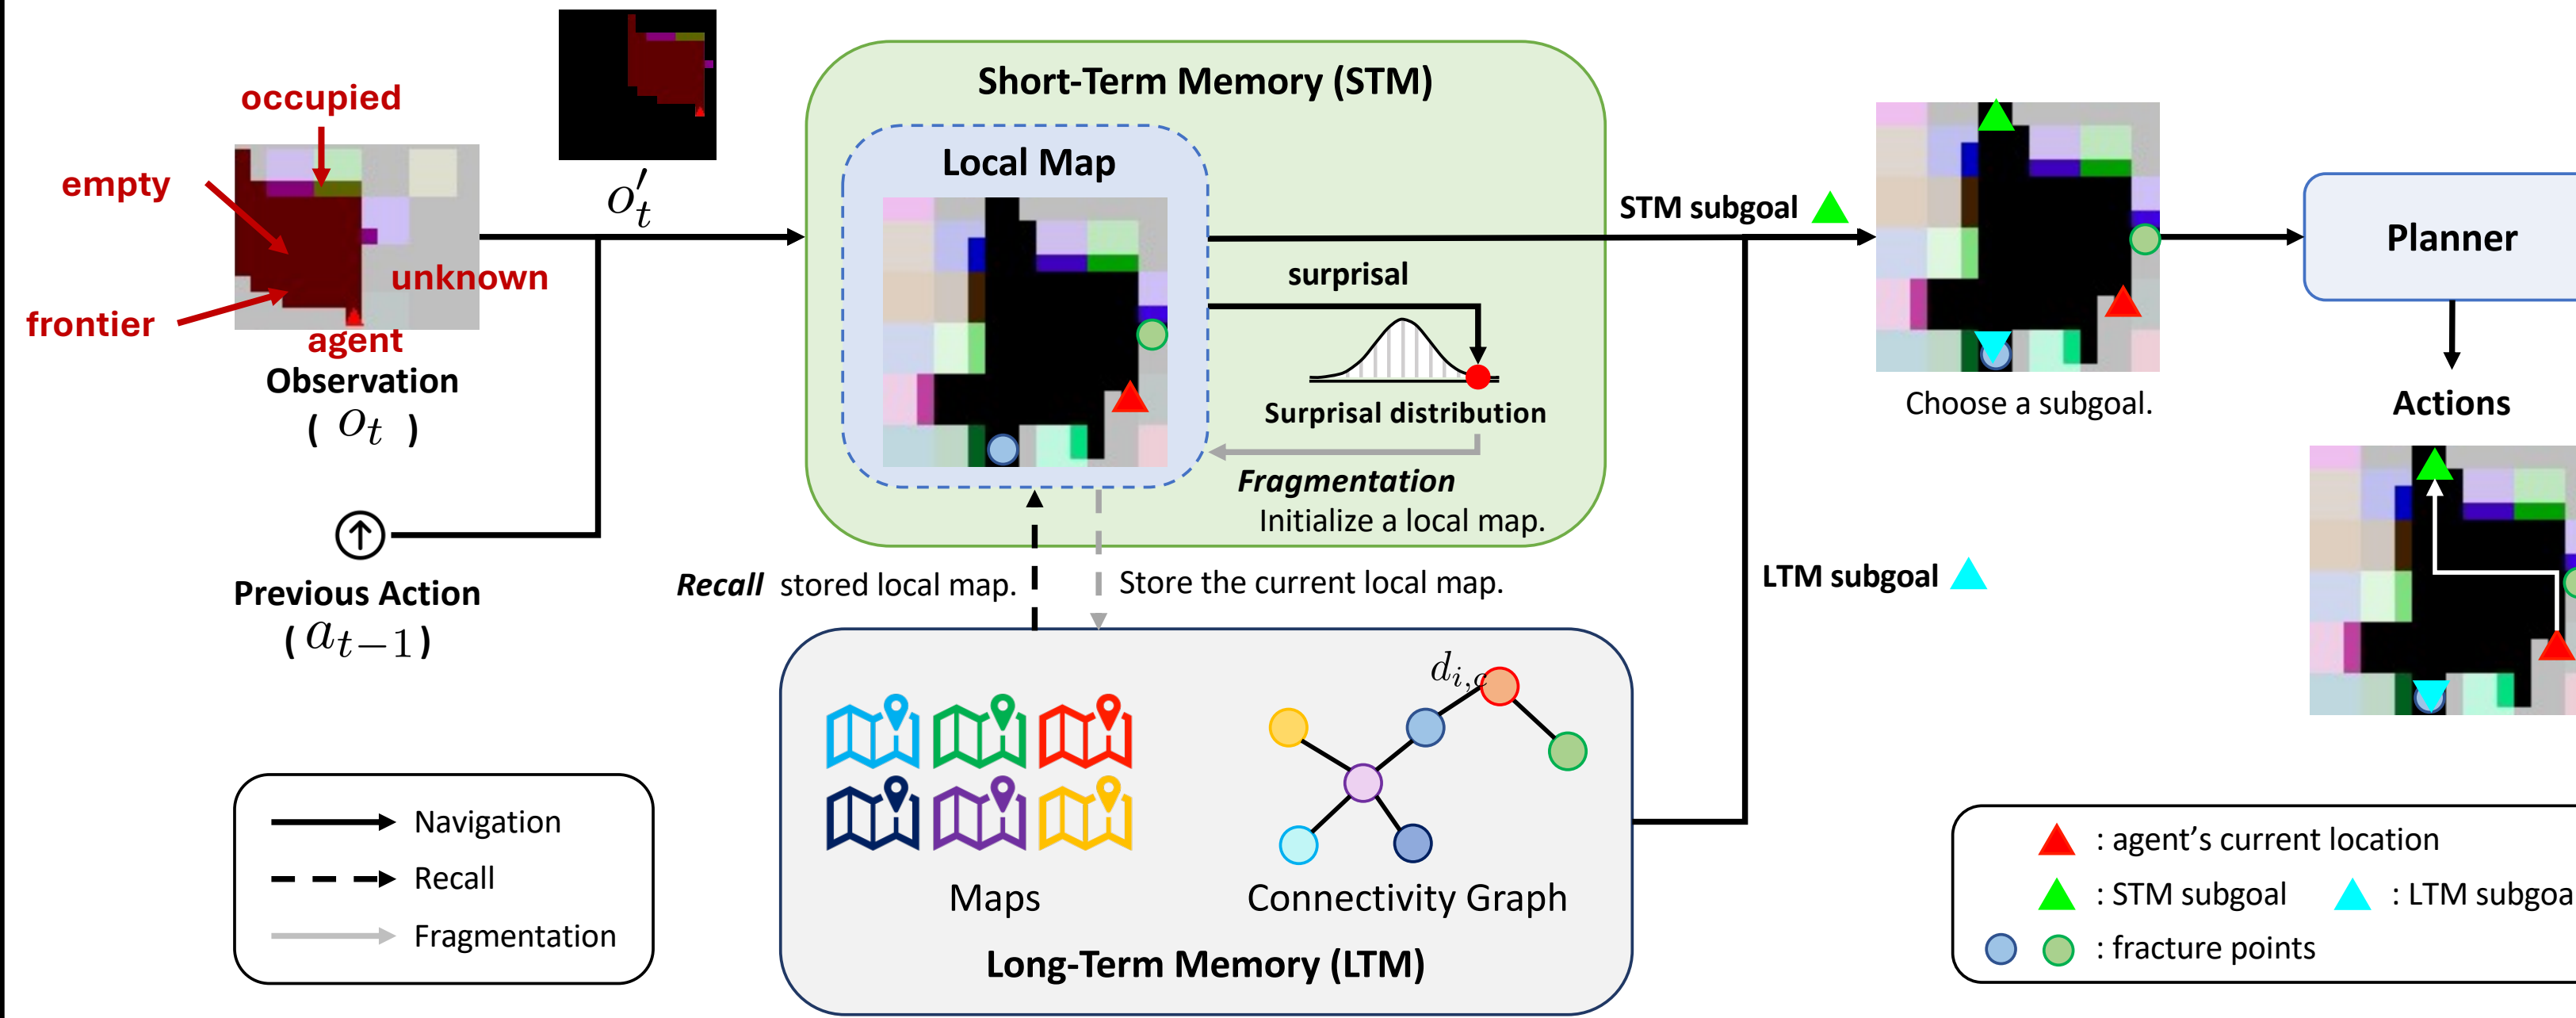 occupied
empty
frontier
unknown
agent
Observation
( o_t )
o'_t
Previous Action
( a_{t−1} )
Short-Term Memory (STM)
Local Map
surprisal
Surprisal distribution
Fragmentation
Initialize a local map.
Recall stored local map.
Store the current local map.
d_{i,c}
Maps
Connectivity Graph
Long-Term Memory (LTM)
STM subgoal
LTM subgoal
Choose a subgoal.
Planner
Actions
Navigation
Recall
Fragmentation
: agent's current location
: STM subgoal
: LTM subgoa
: fracture points